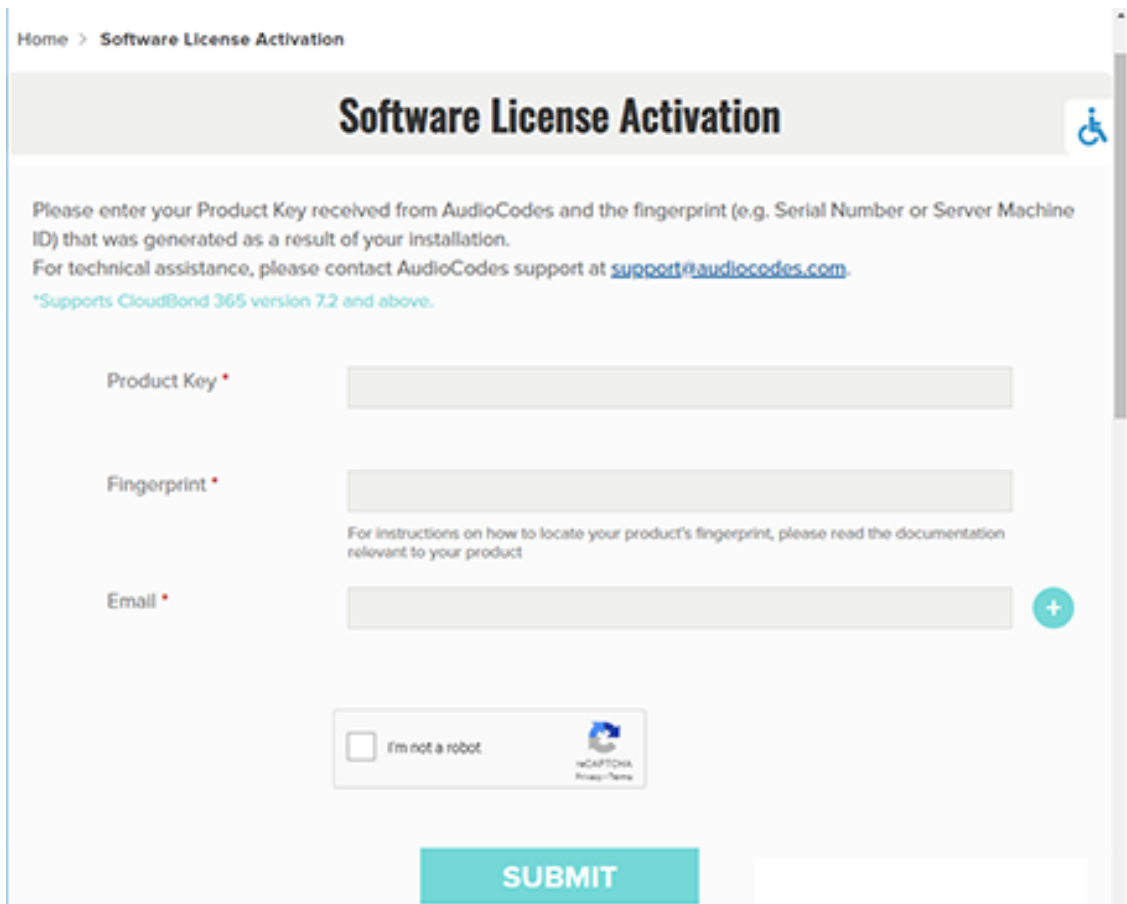 Home > Software License Activation
Software License Activation
Please enter your Product Key received from AudioCodes and the fingerprint (e.g. Serial Number or Server Machine
ID) that was generated as a result of your installation.
For technical assistance, please contact AudioCodes support at support@audiocodes.com.
*Supports CloudBond 365 version 7.2 and above.
Product Key *
Fingerprint *
For instructions on how to locate your product's fingerprint, please read the documentation
relevant to your product
Email *
+
I'm not a robot
reCAPTCHA
Privacy - Terms
SUBMIT